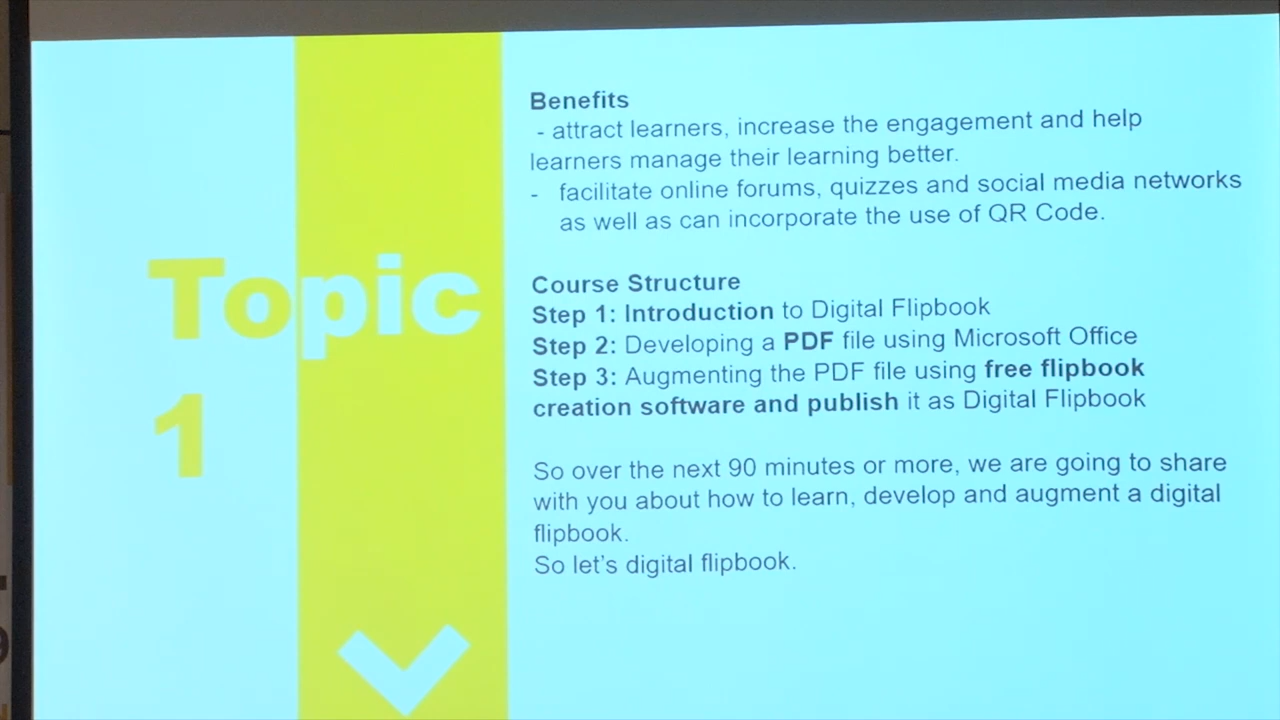 Topic
1
Benefits
- attract learners, increase the engagement and help
learners manage their learning better.
- facilitate online forums, quizzes and social media networks
as well as can incorporate the use of QR Code.
Course Structure
Step 1: Introduction to Digital Flipbook
Step 2: Developing a PDF file using Microsoft Office
Step 3: Augmenting the PDF file using free flipbook
creation software and publish it as Digital Flipbook
So over the next 90 minutes or more, we are going to share
with you about how to learn, develop and augment a digital
flipbook.
So let's digital flipbook.